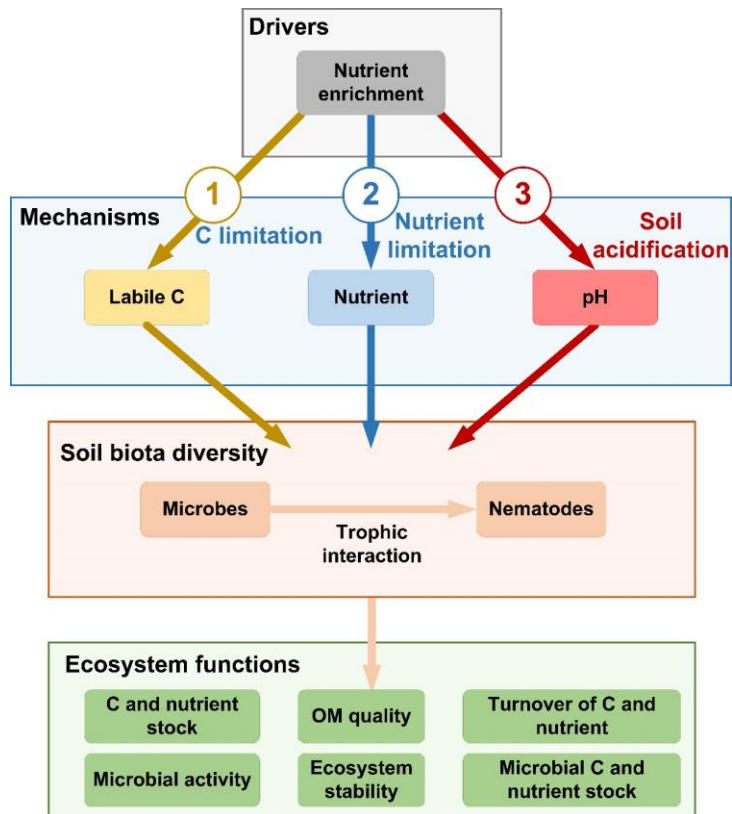 Drivers
Nutrient
enrichment
1
2
3
Mechanisms
C limitation
Nutrient
limitation
Soil
acidification
Labile C
Nutrient
pH
Soil biota diversity
Microbes
Nematodes
Trophic
interaction
Ecosystem functions
C and nutrient
stock
OM quality
Turnover of C and
nutrient
Microbial activity
Ecosystem
stability
Microbial C and
nutrient stock